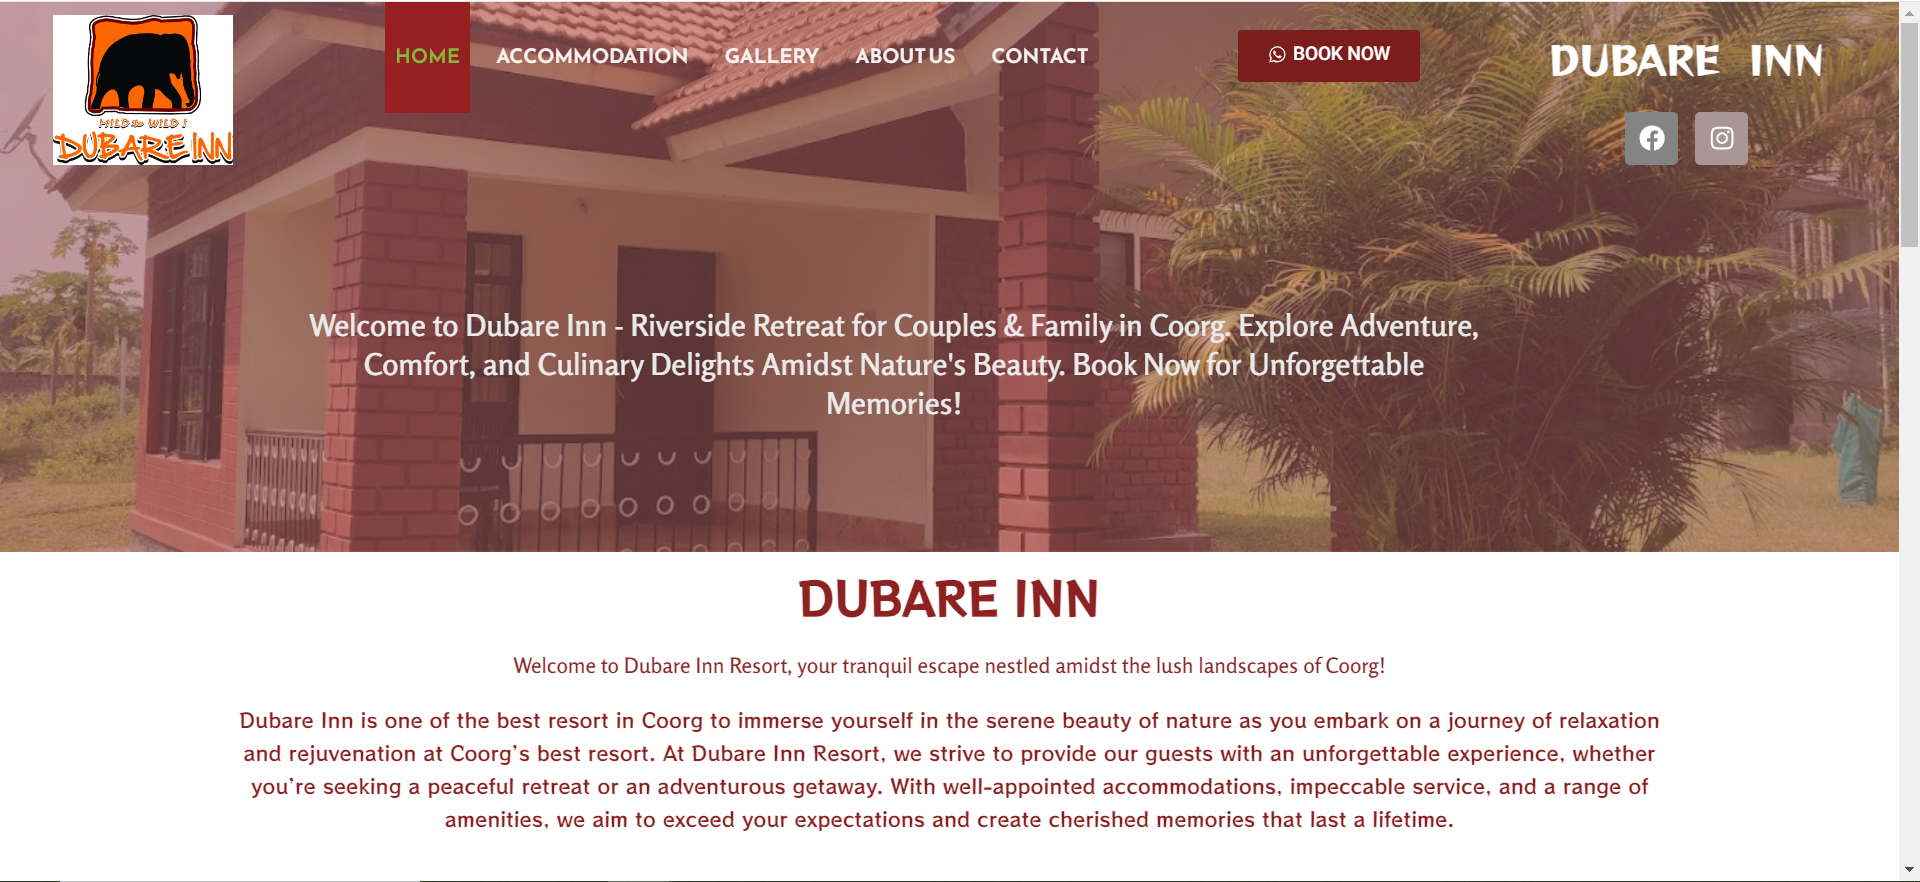 MILD to WILD !
DUBARE INN
HOME ACCOMMODATION GALLERY ABOUT US CONTACT
BOOK NOW
DUBARE INN
Welcome to Dubare Inn - Riverside Retreat for Couples & Family in Coorg. Explore Adventure,
Comfort, and Culinary Delights Amidst Nature's Beauty. Book Now for Unforgettable
Memories!
DUBARE INN
Welcome to Dubare Inn Resort, your tranquil escape nestled amidst the lush landscapes of Coorg!
Dubare Inn is one of the best resort in Coorg to immerse yourself in the serene beauty of nature as you embark on a journey of relaxation
and rejuvenation at Coorg’s best resort. At Dubare Inn Resort, we strive to provide our guests with an unforgettable experience, whether
you’re seeking a peaceful retreat or an adventurous getaway. With well-appointed accommodations, impeccable service, and a range of
amenities, we aim to exceed your expectations and create cherished memories that last a lifetime.